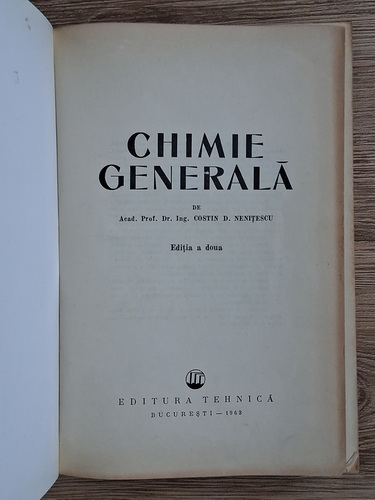 CHIMIE
GENERALĂ
DE
Acad. Prof. Dr. Ing. COSTIN D. NENIȚESCU
Ediția a doua
EDITURA TEHNICĂ
BUCUREȘTI — 1963